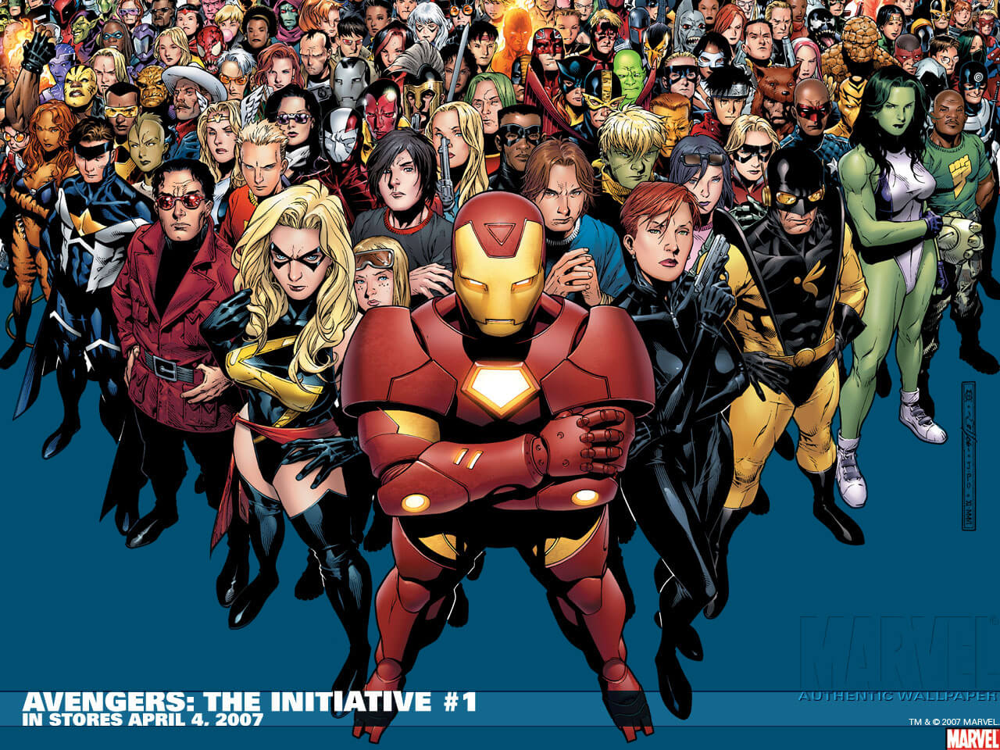 AVENGERS: THE INITIATIVE #1
IN STORES APRIL 4, 2007
MARVEL
AUTHENTIC WALLPAPER
TM & © 2007 MARVEL.
MARVEL